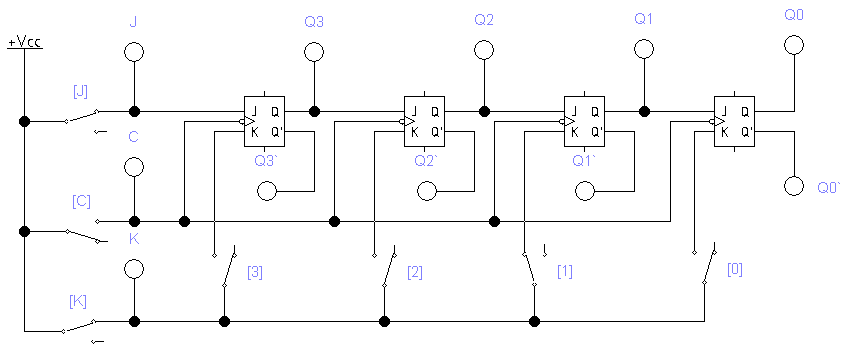 J Q3 Q2 Q1 Q0
+Vcc
[J]
J Q J Q J Q J Q
K Q' K Q' K Q' K Q'
C
Q3` Q2` Q1` Q0`
[C]
K
[3] [2] [1] [0]
[K]